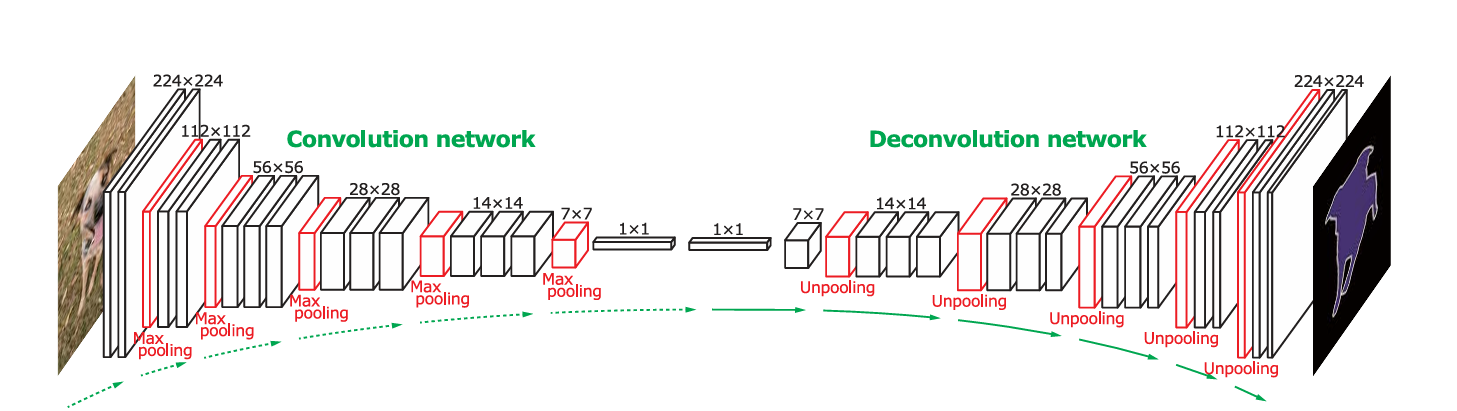 224×224
112×112
56×56
28×28
14×14
7×7
1×1
1×1
7×7
14×14
28×28
56×56
112×112
224×224
Convolution network
Deconvolution network
Max
pooling
Max
pooling
Max
pooling
Max
pooling
Max
pooling
Unpooling
Unpooling
Unpooling
Unpooling
Unpooling